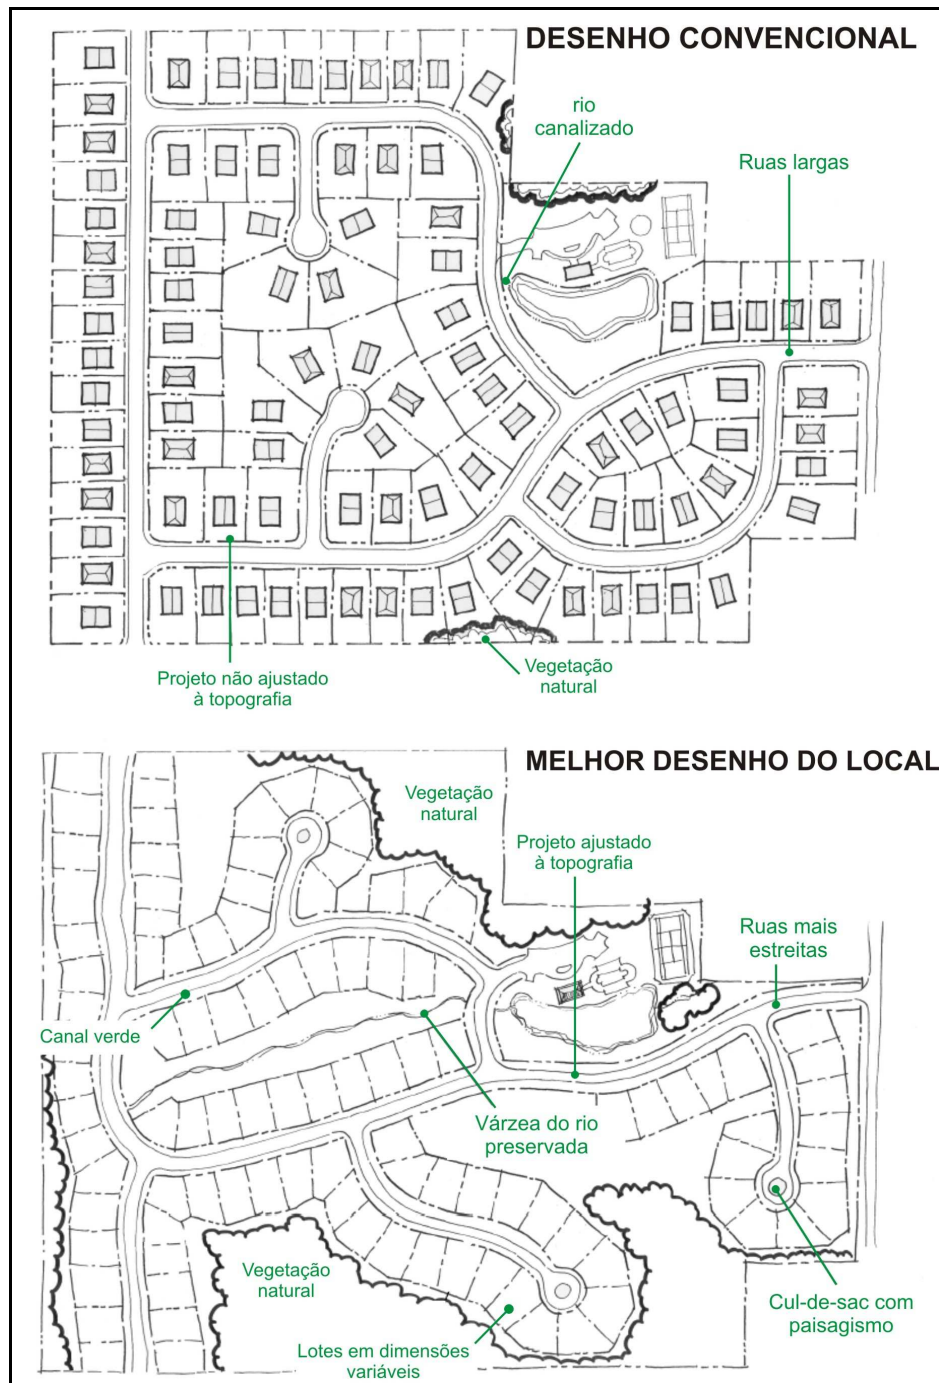 DESENHO CONVENCIONAL
rio
canalizado
Ruas largas
Projeto não ajustado
à topografia
Vegetação
natural
MELHOR DESENHO DO LOCAL
Vegetação
natural
Projeto ajustado
à topografia
Ruas mais
estreitas
Canal verde
Várzea do rio
preservada
Vegetação
natural
Cul-de-sac com
paisagismo
Lotes em dimensões
variáveis